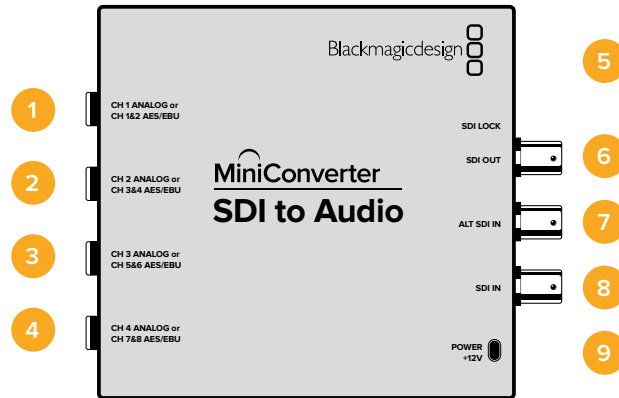 Blackmagicdesign
1
CH 1 ANALOG or
CH 1&2 AES/EBU
5
SDI LOCK
6
SDI OUT
2
CH 2 ANALOG or
CH 3&4 AES/EBU
MiniConverter
SDI to Audio
7
ALT SDI IN
3
CH 3 ANALOG or
CH 5&6 AES/EBU
8
SDI IN
4
CH 4 ANALOG or
CH 7&8 AES/EBU
9
POWER
+12V